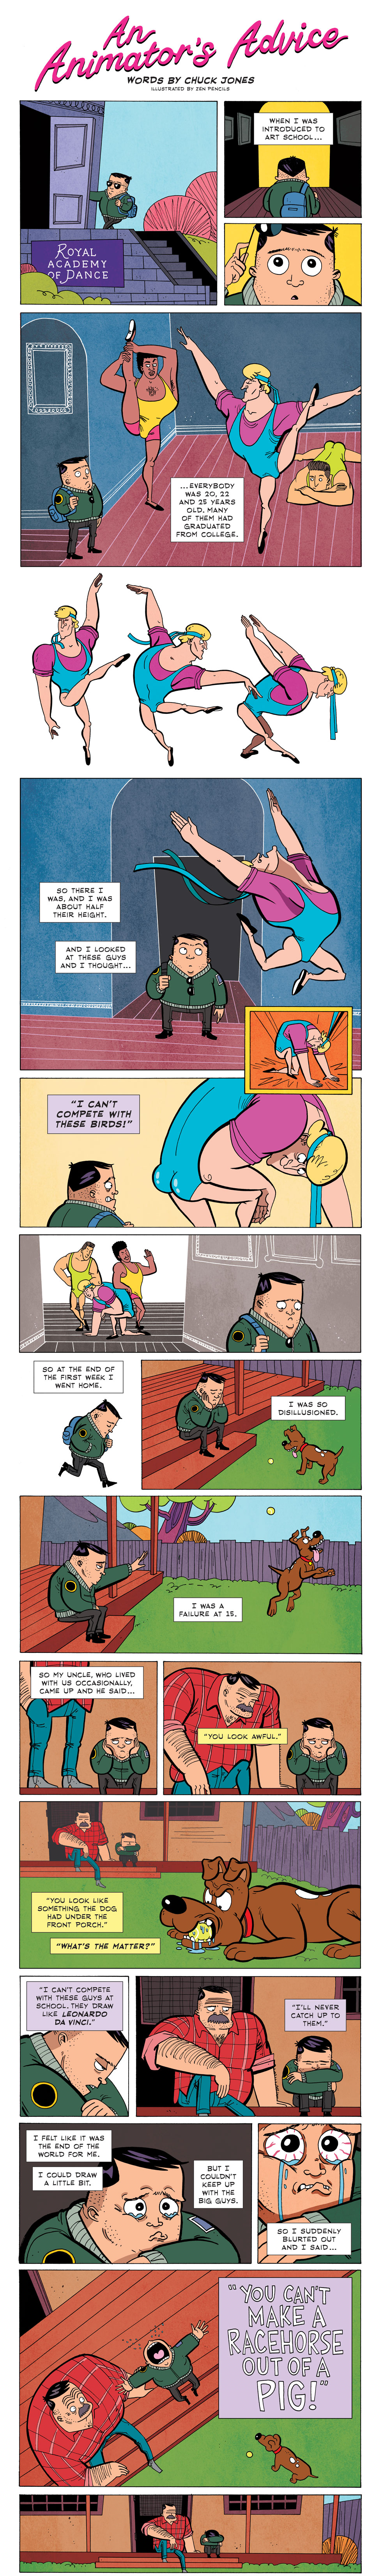 An
Animator's Advice
WORDS BY CHUCK JONES
ILLUSTRATED BY ZEN PENCILS
ROYAL
ACADEMY
OF DANCE
WHEN I WAS
INTRODUCED TO
ART SCHOOL...
...EVERYBODY
WAS 20, 22
AND 25 YEARS
OLD. MANY
OF THEM HAD
GRADUATED
FROM COLLEGE.
SO THERE I
WAS, AND I WAS
ABOUT HALF
THEIR HEIGHT.
AND I LOOKED
AT THESE GUYS
AND I THOUGHT...
"I CAN'T
COMPETE WITH
THESE BIRDS!"
SO AT THE END OF
THE FIRST WEEK I
WENT HOME.
I WAS SO
DISILLUSIONED.
I WAS A
FAILURE AT 15.
SO MY UNCLE, WHO LIVED
WITH US OCCASIONALLY,
CAME UP AND HE SAID...
"YOU LOOK AWFUL."
"YOU LOOK LIKE
SOMETHING THE DOG
HAD UNDER THE
FRONT PORCH."
"WHAT'S THE MATTER?"
"I CAN'T COMPETE
WITH THESE GUYS AT
SCHOOL. THEY DRAW
LIKE LEONARDO
DA VINCI."
"I'LL NEVER
CATCH UP TO
THEM."
I FELT LIKE IT WAS
THE END OF THE
WORLD FOR ME.
I COULD DRAW
A LITTLE BIT.
BUT I
COULDN'T
KEEP UP
WITH THE
BIG GUYS.
SO I SUDDENLY
BLURTED OUT
AND I SAID...
"YOU CAN'T
MAKE A
RACEHORSE
OUT OF A
PIG!"